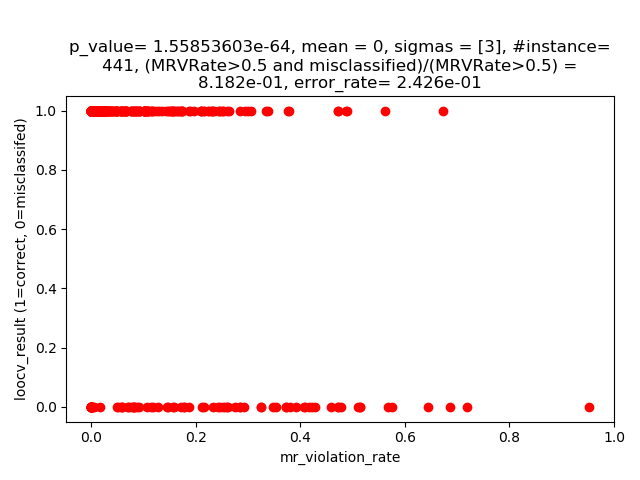 p_value= 1.55853603e-64, mean = 0, sigmas = [3], #instance=
441, (MRVRate>0.5 and misclassified)/(MRVRate>0.5) =
8.182e-01, error_rate= 2.426e-01
1.0
0.8
0.6
0.4
0.2
0.0
loocv_result (1=correct, 0=misclassifed)
0.0 0.2 0.4 0.6 0.8 1.0
mr_violation_rate